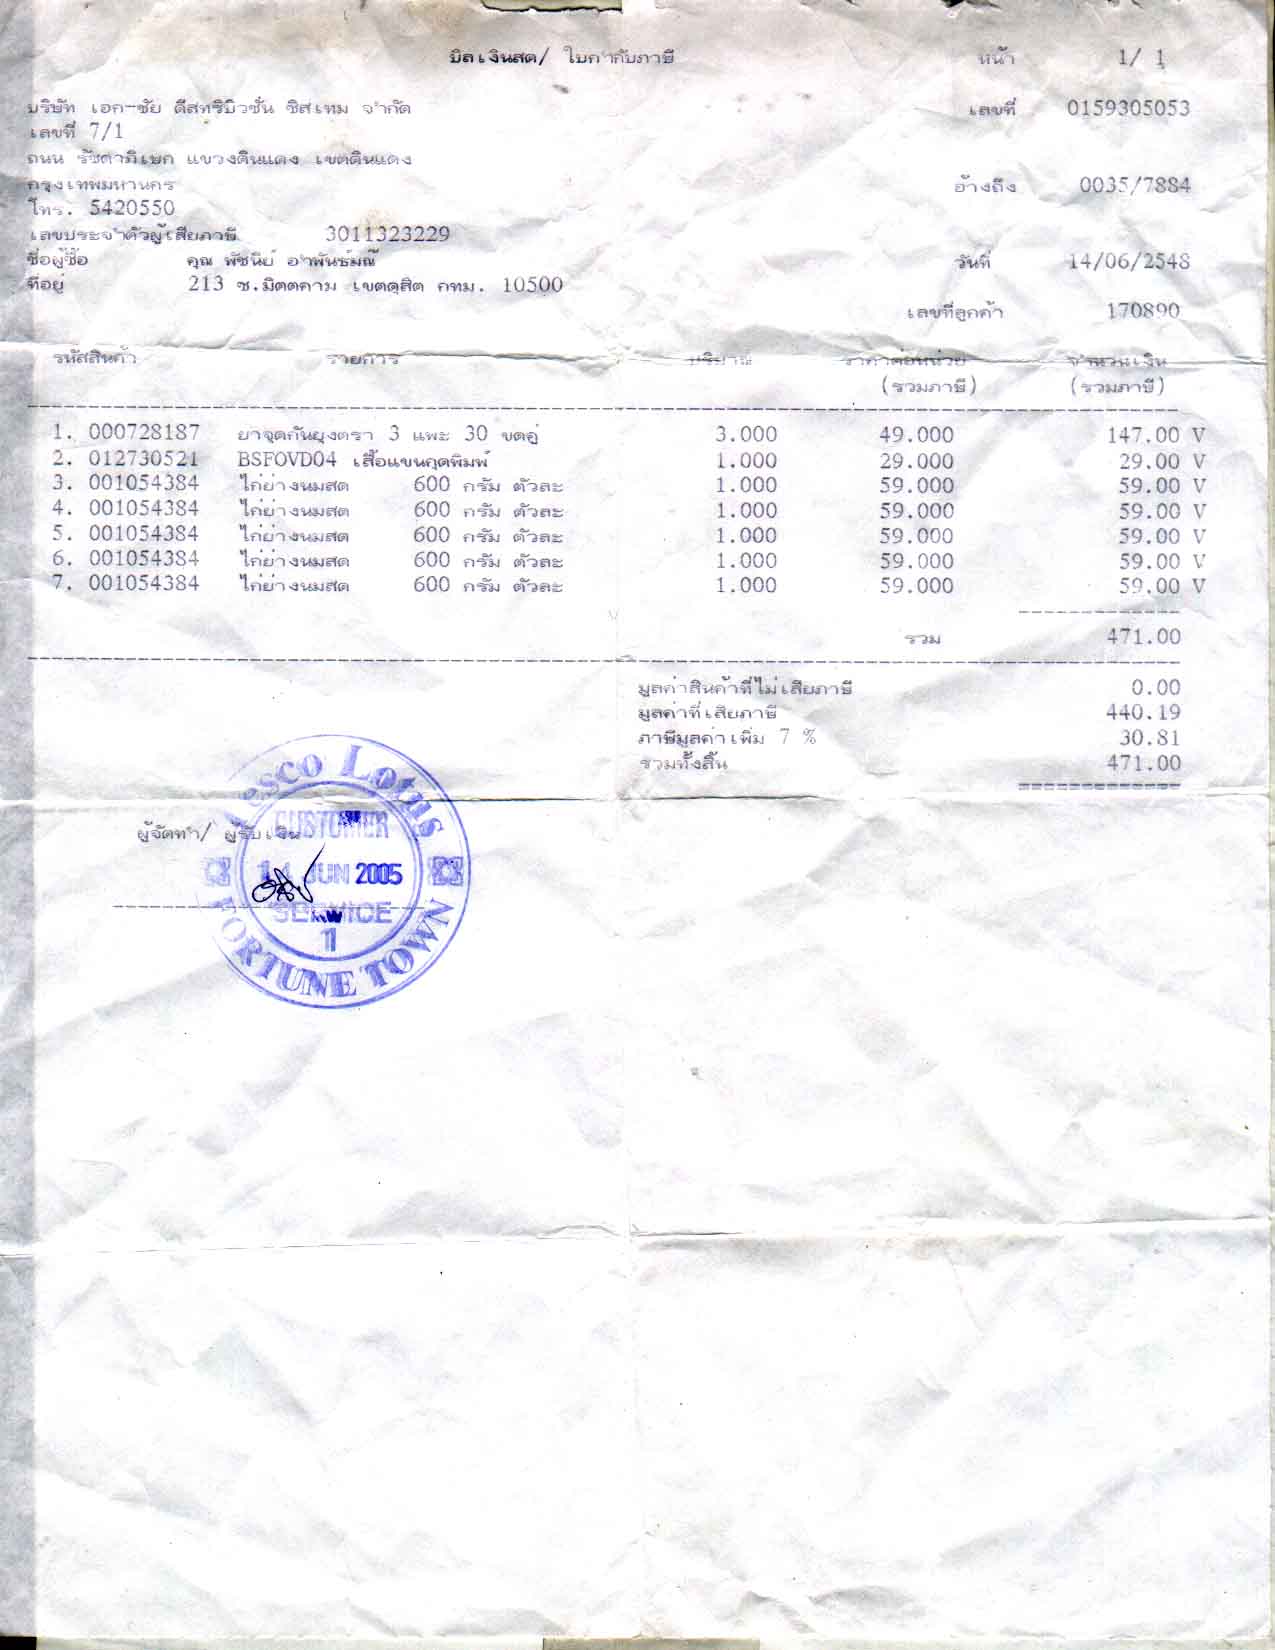 บิลเงินสด/ ใบกำกับภาษี หน้า 1/ 1
บริษัท เอก-ชัย ดีสทริบิวชั่น ซิสเทม จำกัด เลขที่ 0159305053
เลขที่ 7/1
ถนน รัชดาภิเษก แขวงดินแดง เขตดินแดง
กรุงเทพมหานคร อ้างถึง 0035/7884
โทร. 5420550
เลขประจำตัวผู้เสียภาษี 3011323229
ชื่อผู้ซื้อ คุณ พัชนีย์ อำพันธ์มณี วันที่ 14/06/2548
ที่อยู่ 213 ซ.มิตตคาม เขตดุสิต กทม. 10500
เลขที่ลูกค้า 170890
รหัสสินค้า รายการ ปริมาณ ราคาต่อหน่วย จำนวนเงิน
(รวมภาษี) (รวมภาษี)
1. 000728187 ยาจุดกันยุงตรา 3 แพะ 30 ขดคู่ 3.000 49.000 147.00 V
2. 012730521 BSFOVD04 เสื้อแขนกุดพิมพ์ 1.000 29.000 29.00 V
3. 001054384 ไก่ย่างนมสด 600 กรัม ตัวละ 1.000 59.000 59.00 V
4. 001054384 ไก่ย่างนมสด 600 กรัม ตัวละ 1.000 59.000 59.00 V
5. 001054384 ไก่ย่างนมสด 600 กรัม ตัวละ 1.000 59.000 59.00 V
6. 001054384 ไก่ย่างนมสด 600 กรัม ตัวละ 1.000 59.000 59.00 V
7. 001054384 ไก่ย่างนมสด 600 กรัม ตัวละ 1.000 59.000 59.00 V
รวม 471.00
มูลค่าสินค้าที่ไม่เสียภาษี 0.00
มูลค่าที่เสียภาษี 440.19
ภาษีมูลค่าเพิ่ม 7 % 30.81
รวมทั้งสิ้น 471.00
ผู้จัดทำ/ ผู้รับเงิน
Tesco Lotus
CUSTOMER
14 JUN 2005
SERVICE
1
FORTUNE TOWN